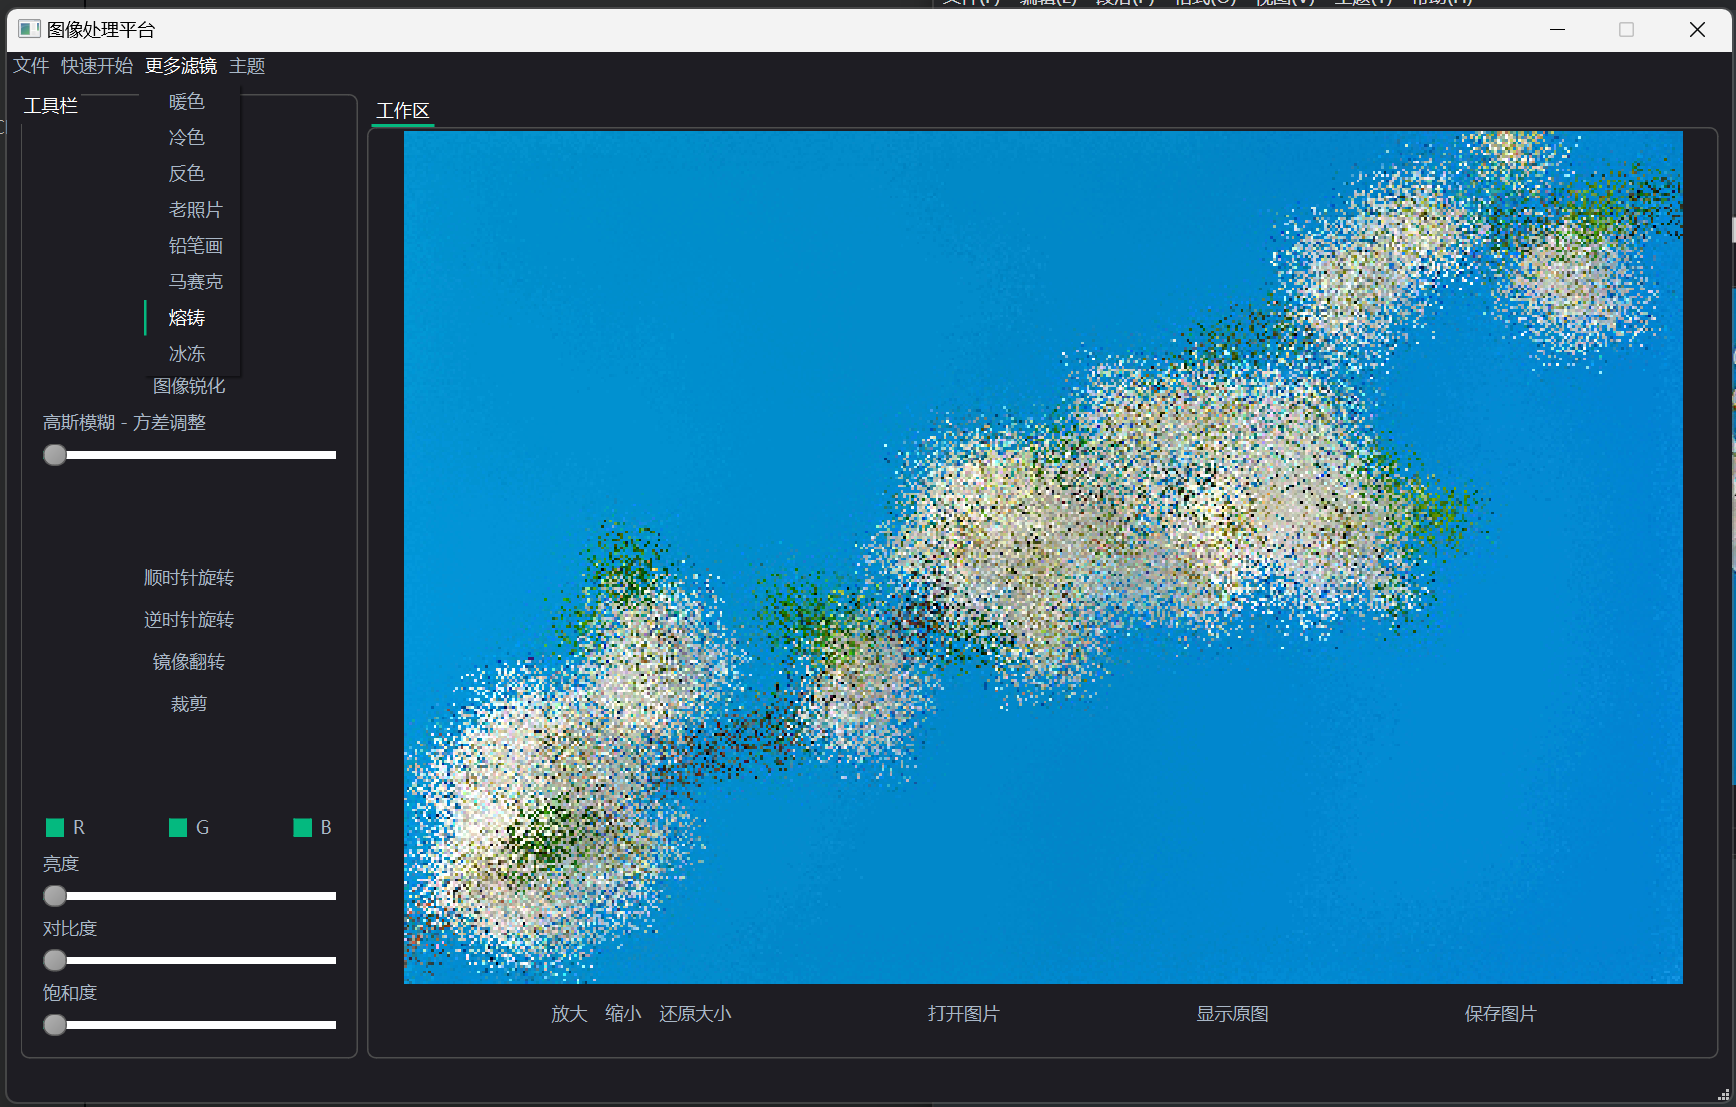 图像处理平台
文件 快速开始 更多滤镜 主题
工具栏
暖色
冷色
反色
老照片
铅笔画
马赛克
熔铸
冰冻
图像锐化
高斯模糊 - 方差调整
顺时针旋转
逆时针旋转
镜像翻转
裁剪
R G B
亮度
对比度
饱和度
工作区
放大 缩小 还原大小 打开图片 显示原图 保存图片